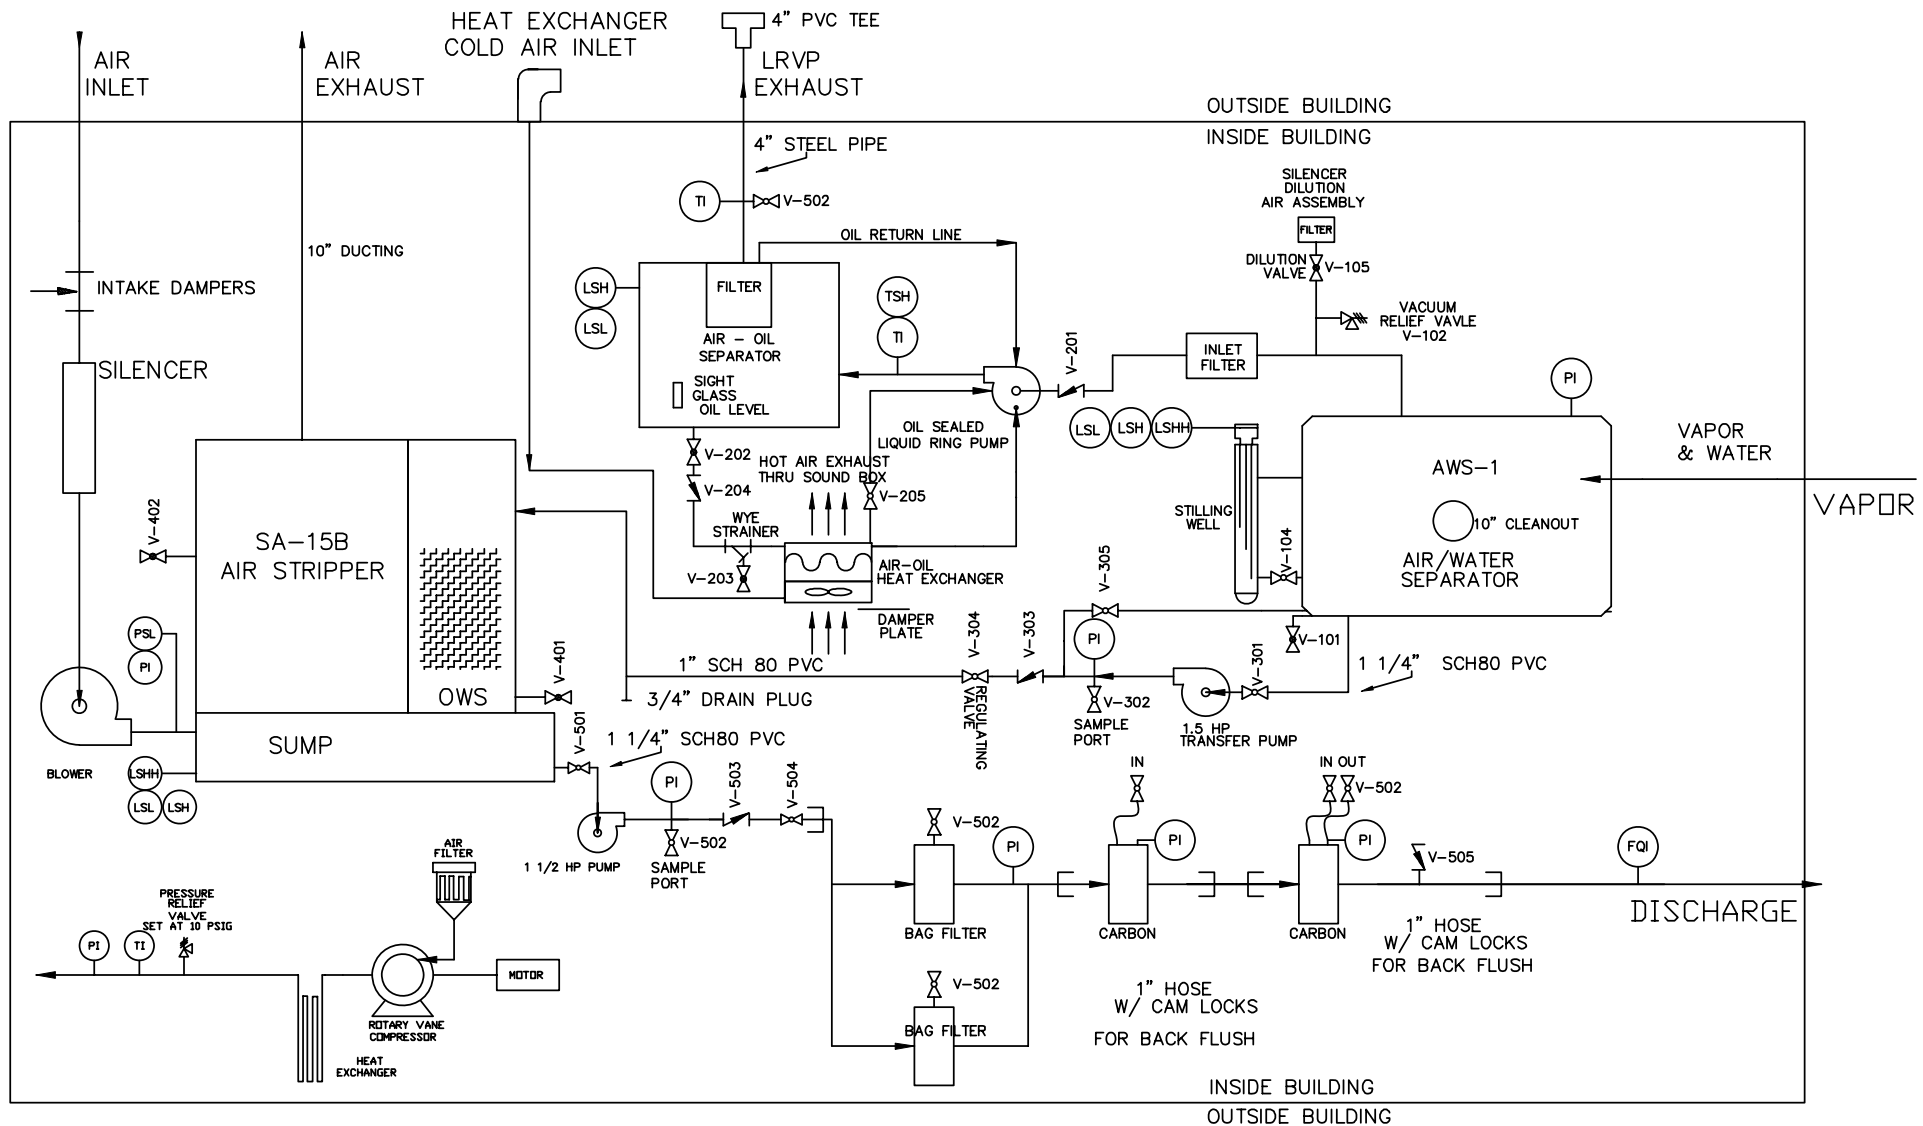 HEAT EXCHANGER
COLD AIR INLET
4" PVC TEE
AIR
INLET
AIR
EXHAUST
LRVP
EXHAUST
OUTSIDE BUILDING
INSIDE BUILDING
4" STEEL PIPE
TI
V-502
SILENCER
DILUTION
AIR ASSEMBLY
FILTER
10" DUCTING
OIL RETURN LINE
DILUTION
VALVE
V-105
INTAKE DAMPERS
LSH
LSL
FILTER
TSH
TI
VACUUM
RELIEF VAVLE
V-102
AIR - OIL
SEPARATOR
V-201
INLET
FILTER
SILENCER
SIGHT
GLASS
OIL LEVEL
PI
OIL SEALED
LIQUID RING PUMP
LSL
LSH
LSHH
VAPOR
& WATER
V-202
HOT AIR EXHAUST
THRU SOUND BOX
AWS-1
V-204
V-205
VAPOR
V-402
WYE
STRAINER
STILLING
WELL
10" CLEANOUT
SA-15B
AIR STRIPPER
V-203
AIR-OIL
HEAT EXCHANGER
V-305
V-104
AIR/WATER
SEPARATOR
DAMPER
PLATE
PSL
PI
V-304
V-303
PI
V-101
V-401
1" SCH 80 PVC
V-301
1 1/4" SCH80 PVC
OWS
3/4" DRAIN PLUG
REGULATING
VALVE
V-302
SAMPLE
PORT
1.5 HP
TRANSFER PUMP
SUMP
V-501
1 1/4" SCH80 PVC
BLOWER
LSHH
LSL
LSH
PI
V-503
V-504
IN
IN OUT
V-502
1 1/2 HP PUMP
V-502
SAMPLE
PORT
V-502
PI
PI
PI
V-505
FQI
AIR
FILTER
BAG FILTER
CARBON
CARBON
DISCHARGE
PRESSURE
RELIEF
VALVE
SET AT 10 PSIG
PI
TI
MOTOR
1" HOSE
W/ CAM LOCKS
FOR BACK FLUSH
V-502
1" HOSE
W/ CAM LOCKS
FOR BACK FLUSH
ROTARY VANE
COMPRESSOR
BAG FILTER
HEAT
EXCHANGER
INSIDE BUILDING
OUTSIDE BUILDING